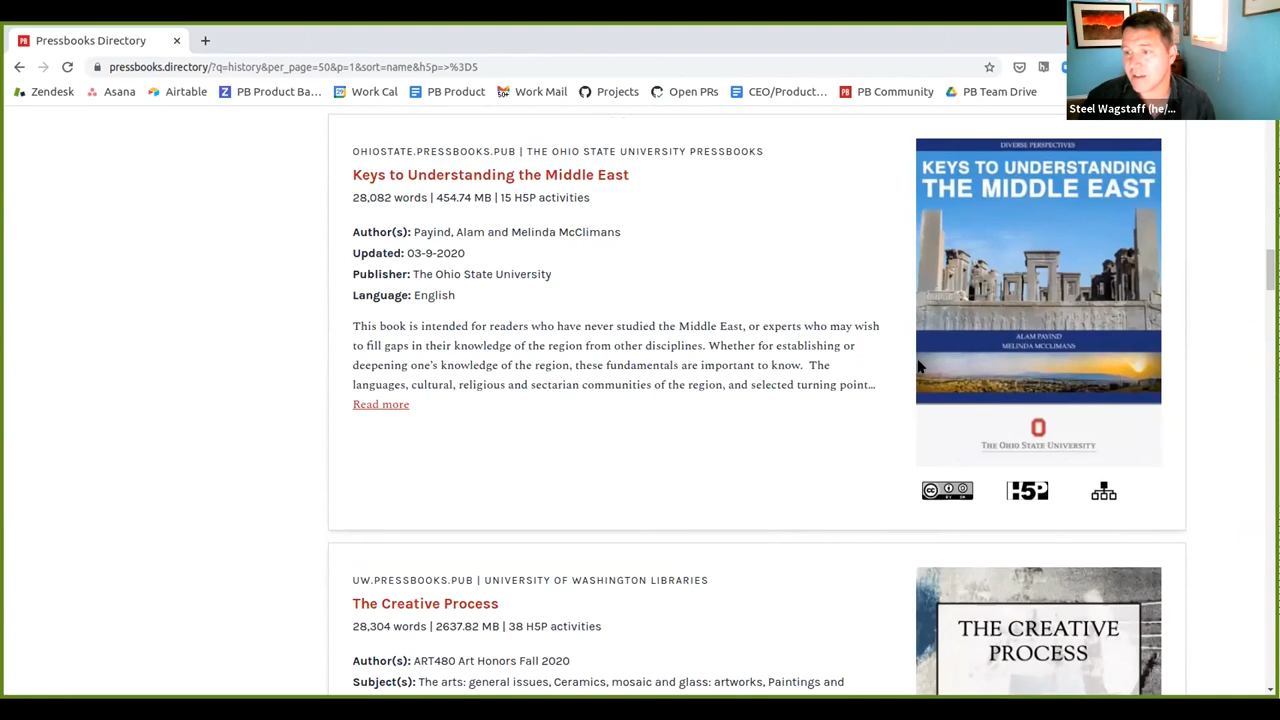 Pressbooks Directory
pressbooks.directory/?q=history&per_page=50&p=1&sort=name&h5p=>%3D5
Zendesk Asana Airtable PB Product Ba... Work Cal PB Product Work Mail Projects Open PRs CEO/Product... PB Community PB Team Drive
Steel Wagstaff (he/...
OHIOSTATE.PRESSBOOKS.PUB | THE OHIO STATE UNIVERSITY PRESSBOOKS
Keys to Understanding the Middle East
28,082 words | 454.74 MB | 15 H5P activities
Author(s): Payind, Alam and Melinda McClimans
Updated: 03-9-2020
Publisher: The Ohio State University
Language: English
This book is intended for readers who have never studied the Middle East, or experts who may wish
to fill gaps in their knowledge of the region from other disciplines. Whether for establishing or
deepening one's knowledge of the region, these fundamentals are important to know. The
languages, cultural, religious and sectarian communities of the region, and selected turning point...
Read more
DIVERSE PERSPECTIVES
KEYS TO UNDERSTANDING
THE MIDDLE EAST
ALAM PAYIND
MELINDA MCCLIMANS
THE OHIO STATE UNIVERSITY
H5P
UW.PRESSBOOKS.PUB | UNIVERSITY OF WASHINGTON LIBRARIES
The Creative Process
28,304 words | 2637.82 MB | 38 H5P activities
Author(s): ART480 Art Honors Fall 2020
Subject(s): The arts: general issues, Ceramics, mosaic and glass: artworks, Paintings and
THE CREATIVE
PROCESS